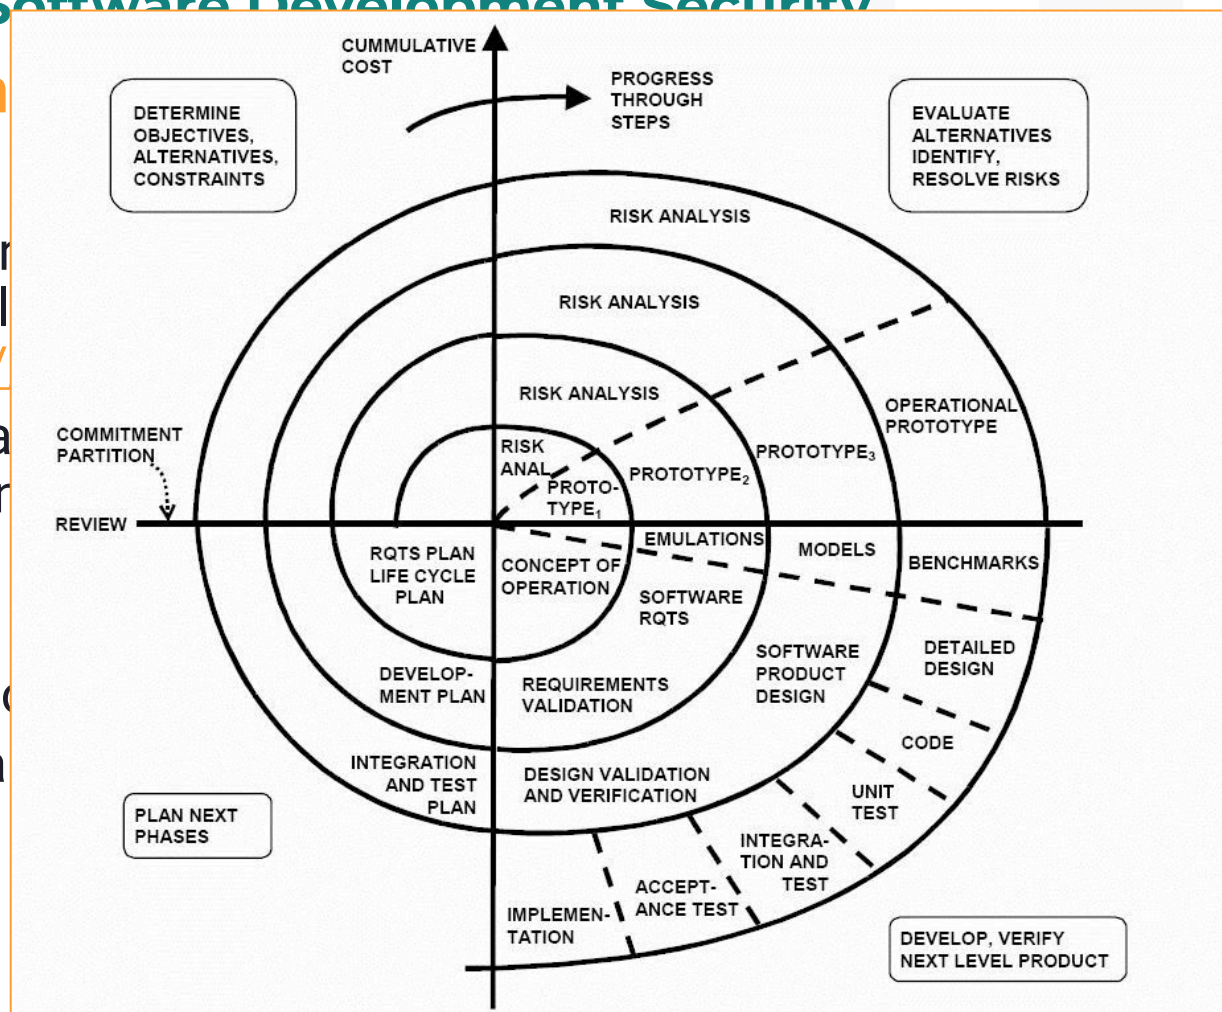 Software Development Security
CUMMULATIVE
COST
PROGRESS
THROUGH
STEPS
DETERMINE
OBJECTIVES,
ALTERNATIVES,
CONSTRAINTS
EVALUATE
ALTERNATIVES
IDENTIFY,
RESOLVE RISKS
RISK ANALYSIS
RISK ANALYSIS
RISK ANALYSIS
RISK
ANAL.
PROTO-
TYPE₁
PROTOTYPE₂
PROTOTYPE₃
OPERATIONAL
PROTOTYPE
COMMITMENT
PARTITION
REVIEW
EMULATIONS
MODELS
BENCHMARKS
RQTS PLAN
LIFE CYCLE
PLAN
CONCEPT OF
OPERATION
SOFTWARE
RQTS
SOFTWARE
PRODUCT
DESIGN
DETAILED
DESIGN
DEVELOP-
MENT PLAN
REQUIREMENTS
VALIDATION
CODE
INTEGRATION
AND TEST
PLAN
DESIGN VALIDATION
AND VERIFICATION
UNIT
TEST
INTEGRA-
TION AND
TEST
ACCEPT-
ANCE TEST
IMPLEMEN-
TATION
PLAN NEXT
PHASES
DEVELOP, VERIFY
NEXT LEVEL PRODUCT